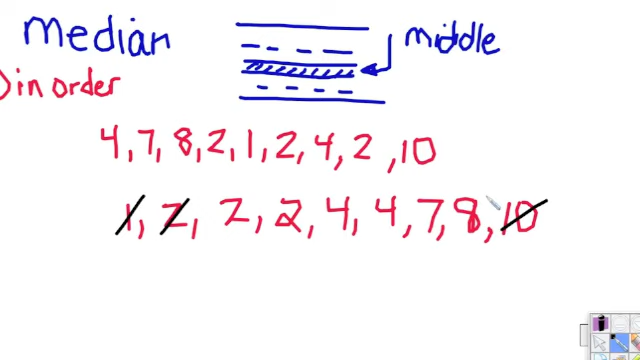 median
middle
) in order
4, 7, 8, 2, 1, 2, 4, 2, 10
1, 2, 2, 2, 4, 4, 7, 8, 10